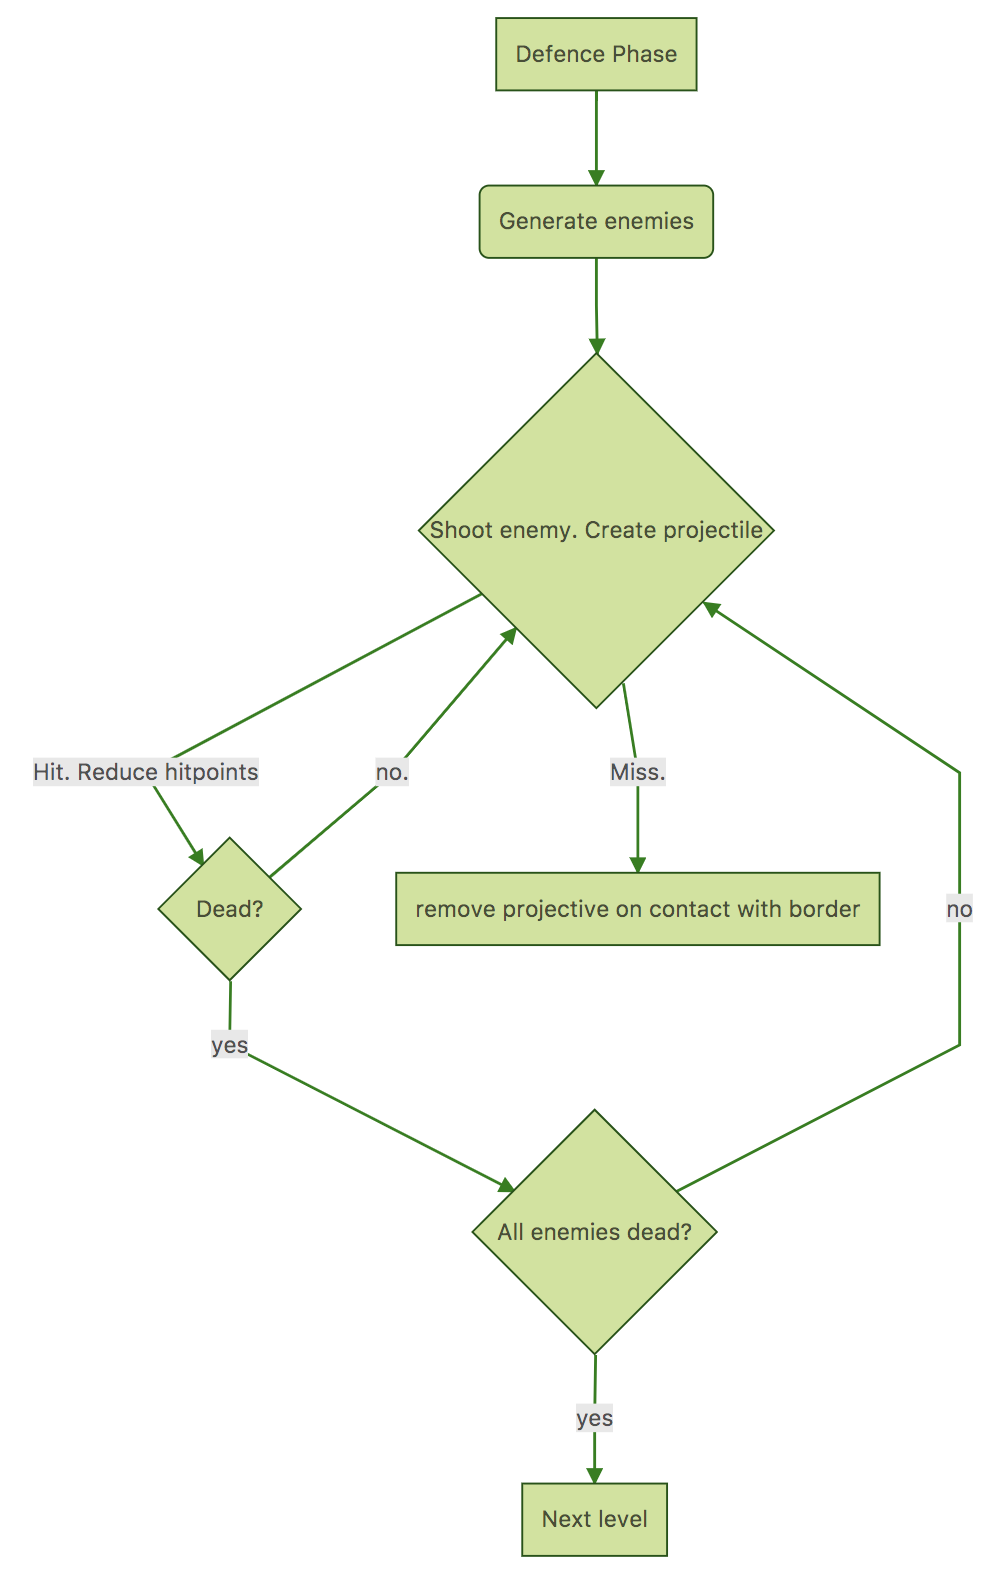 Defence Phase
Generate enemies
Shoot enemy. Create projectile
Hit. Reduce hitpoints
no.
Miss.
Dead?
remove projective on contact with border
no
yes
All enemies dead?
yes
Next level